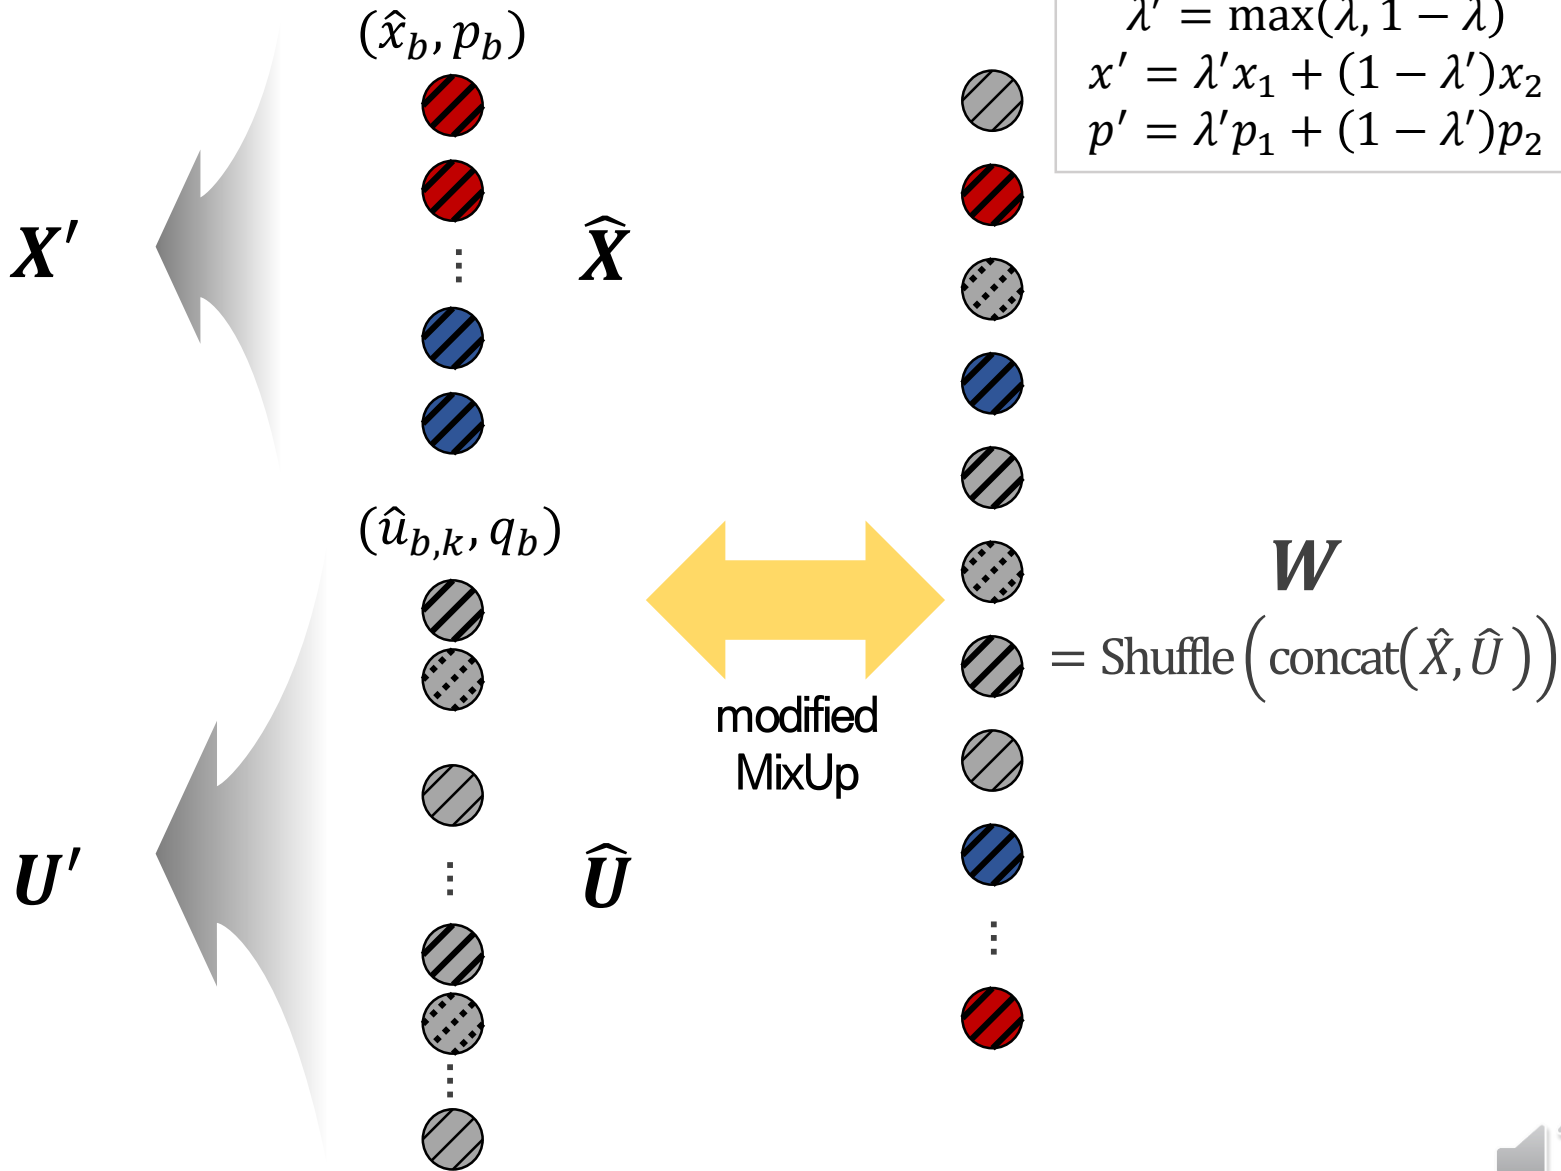 (x̂_b, p_b)
λ′ = max(λ, 1 − λ)
x′ = λ′x₁ + (1 − λ′)x₂
p′ = λ′p₁ + (1 − λ′)p₂
X′
X̂
(û_{b,k}, q_b)
W
= Shuffle(concat(X̂, Û))
modified
MixUp
U′
Û